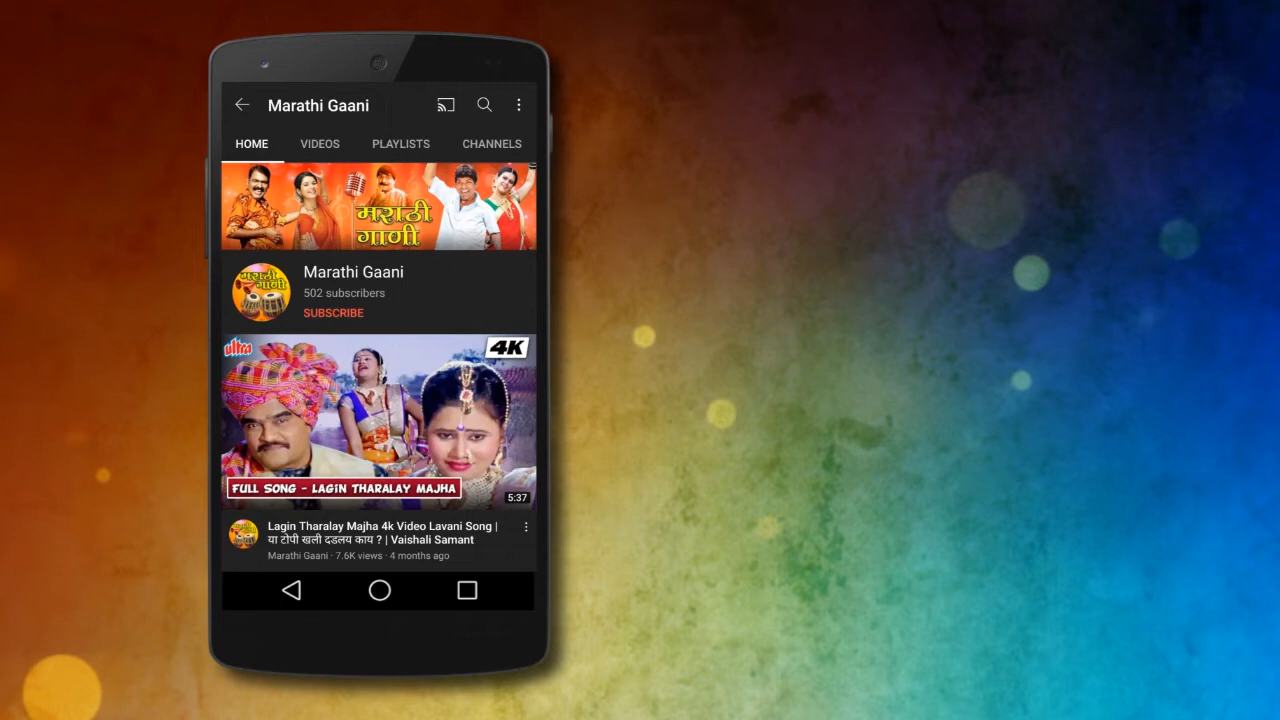 Marathi Gaani
HOME VIDEOS PLAYLISTS CHANNELS
मराठी
गाणी
मराठी
गाणी
Marathi Gaani
502 subscribers
SUBSCRIBE
ultra
4K
FULL SONG - LAGIN THARALAY MAJHA
5:37
Lagin Tharalay Majha 4k Video Lavani Song |
या टोपी खली दडलय काय ? | Vaishali Samant
Marathi Gaani · 7.6K views · 4 months ago